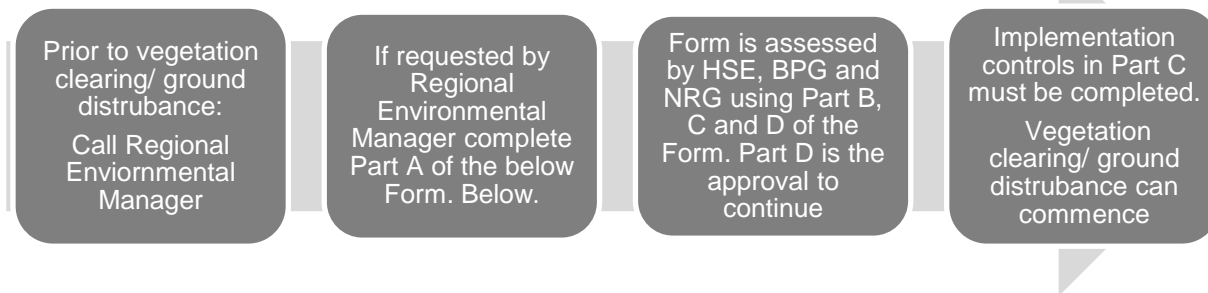 Prior to vegetation
clearing/ ground
distrubance:
Call Regional
Enviornmental
Manager
If requested by
Regional
Environmental
Manager complete
Part A of the below
Form. Below.
Form is assessed
by HSE, BPG and
NRG using Part B,
C and D of the
Form. Part D is the
approval to
continue
Implementation
controls in Part C
must be completed.
Vegetation
clearing/ ground
distrubance can
commence